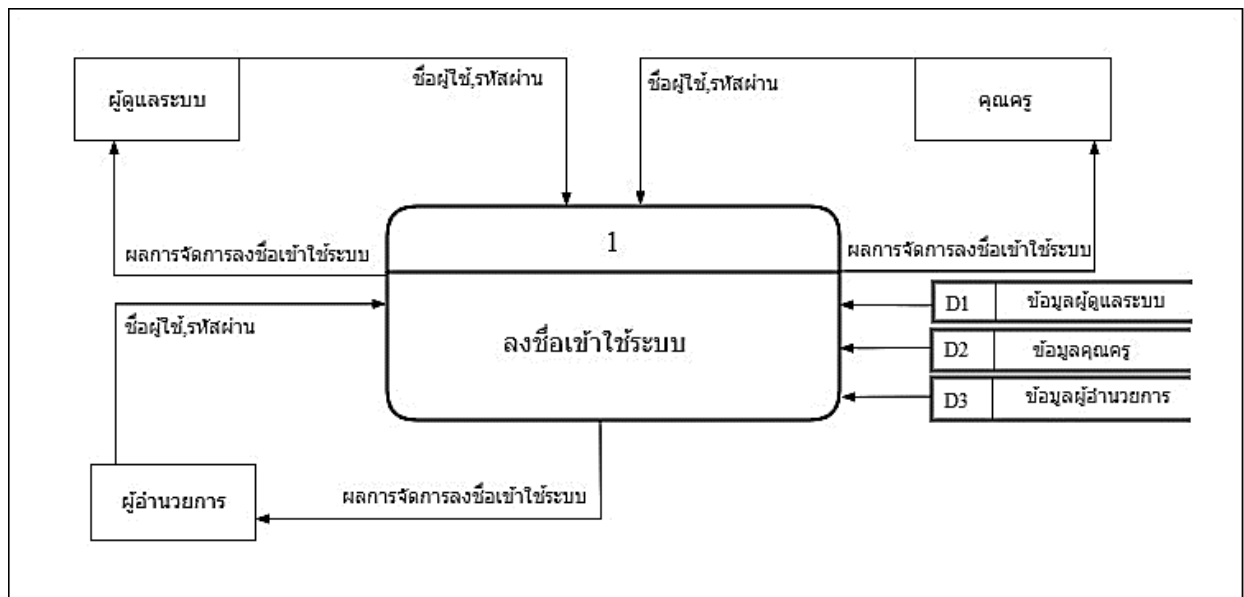 ชื่อผู้ใช้,รหัสผ่าน
ชื่อผู้ใช้,รหัสผ่าน
ผู้ดูแลระบบ
คุณครู
1
ผลการจัดการลงชื่อเข้าใช้ระบบ
ผลการจัดการลงชื่อเข้าใช้ระบบ
D1 ข้อมูลผู้ดูแลระบบ
ชื่อผู้ใช้,รหัสผ่าน
ลงชื่อเข้าใช้ระบบ
D2 ข้อมูลคุณครู
D3 ข้อมูลผู้อำนวยการ
ผู้อำนวยการ
ผลการจัดการลงชื่อเข้าใช้ระบบ